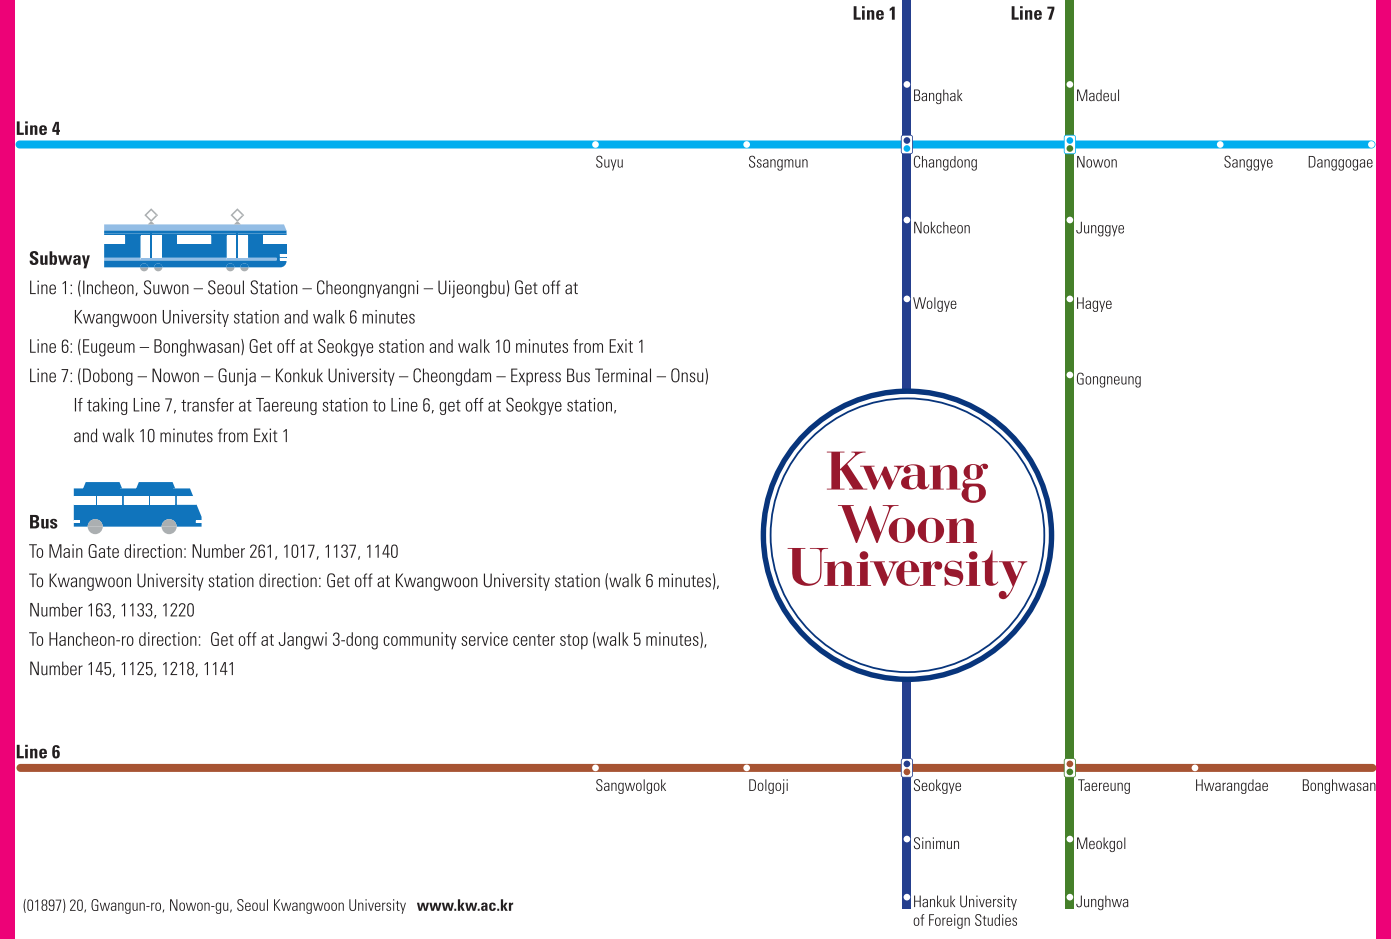 Line 1
Line 7
Banghak
Madeul
Line 4
Suyu
Ssangmun
Changdong
Nowon
Sanggye
Danggogae
Nokcheon
Junggye
Wolgye
Hagye
Gongneung
Subway
Line 1: (Incheon, Suwon – Seoul Station – Cheongnyangni – Uijeongbu) Get off at
Kwangwoon University station and walk 6 minutes
Line 6: (Eugeum – Bonghwasan) Get off at Seokgye station and walk 10 minutes from Exit 1
Line 7: (Dobong – Nowon – Gunja – Konkuk University – Cheongdam – Express Bus Terminal – Onsu)
If taking Line 7, transfer at Taereung station to Line 6, get off at Seokgye station,
and walk 10 minutes from Exit 1
Kwang
Woon
University
Bus
To Main Gate direction: Number 261, 1017, 1137, 1140
To Kwangwoon University station direction: Get off at Kwangwoon University station (walk 6 minutes),
Number 163, 1133, 1220
To Hancheon-ro direction: Get off at Jangwi 3-dong community service center stop (walk 5 minutes),
Number 145, 1125, 1218, 1141
Line 6
Sangwolgok
Dolgoji
Seokgye
Taereung
Hwarangdae
Bonghwasan
Sinimun
Meokgol
Hankuk University
of Foreign Studies
Junghwa
(01897) 20, Gwangun-ro, Nowon-gu, Seoul Kwangwoon University www.kw.ac.kr